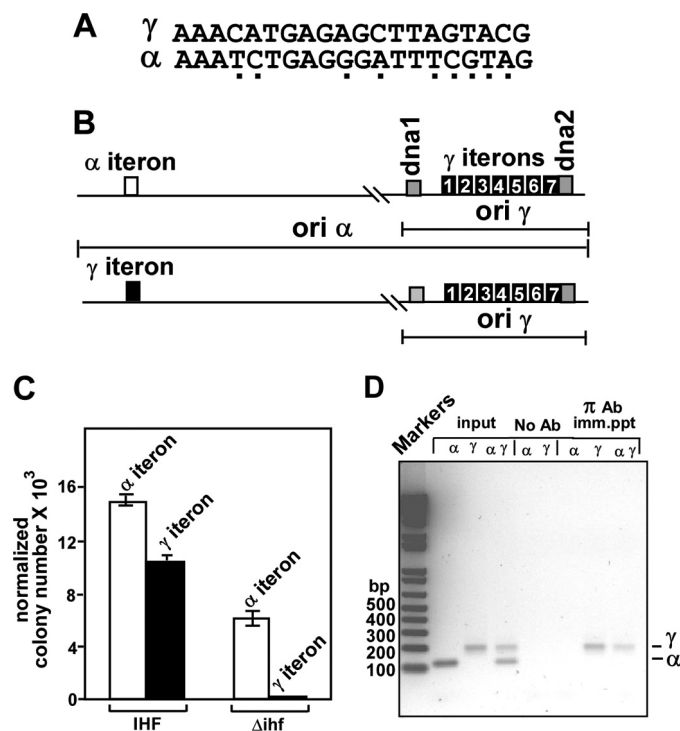 A
γ AAACATGAGAGCTTAGTACG
α AAATCTGAGGGATTTCGTAG
B
α iteron
dna1
γ iterons
dna2
1 2 3 4 5 6 7
ori γ
ori α
γ iteron
1 2 3 4 5 6 7
ori γ
C
normalized
colony number X 10³
16
12
8
4
0
α iteron
γ iteron
α iteron
γ iteron
IHF
Δihf
D
Markers
input
No Ab
π Ab
imm.ppt
α γ α γ α γ α γ α γ
bp
500
400
300
200
100
γ
α